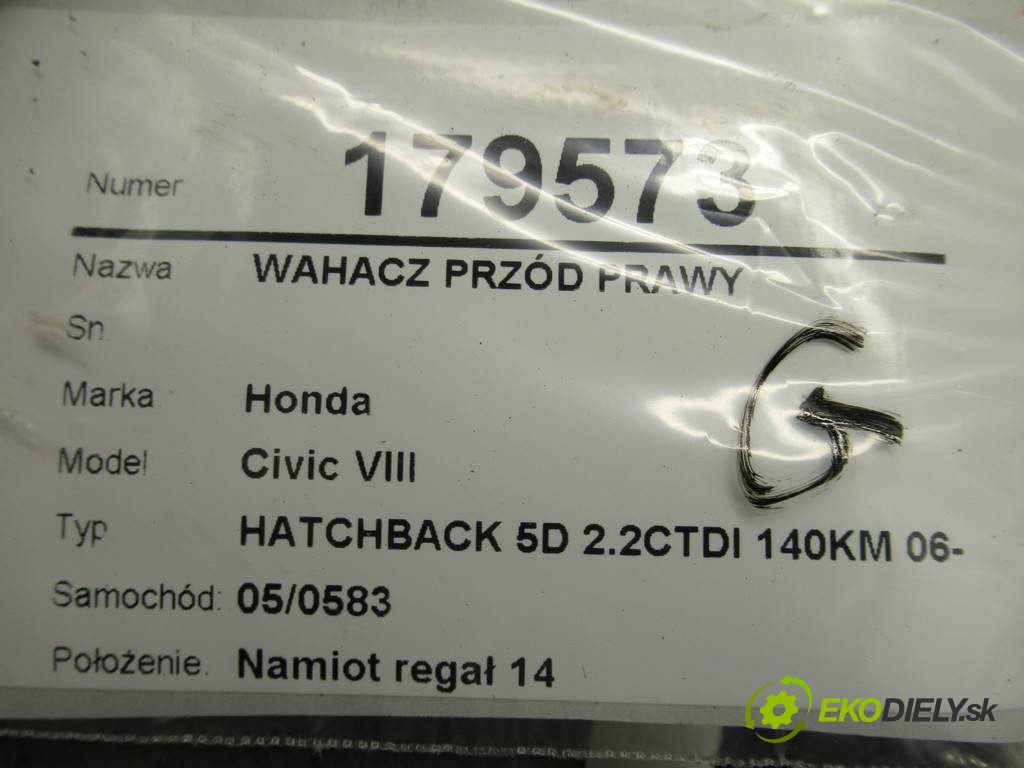 Numer 179573
Nazwa WAHACZ PRZÓD PRAWY
Sn
G
Marka Honda
Model Civic VIII
Typ HATCHBACK 5D 2.2CTDI 140KM 06-
Samochód: 05/0583
Położenie. Namiot regał 14
EKODIELY.sk